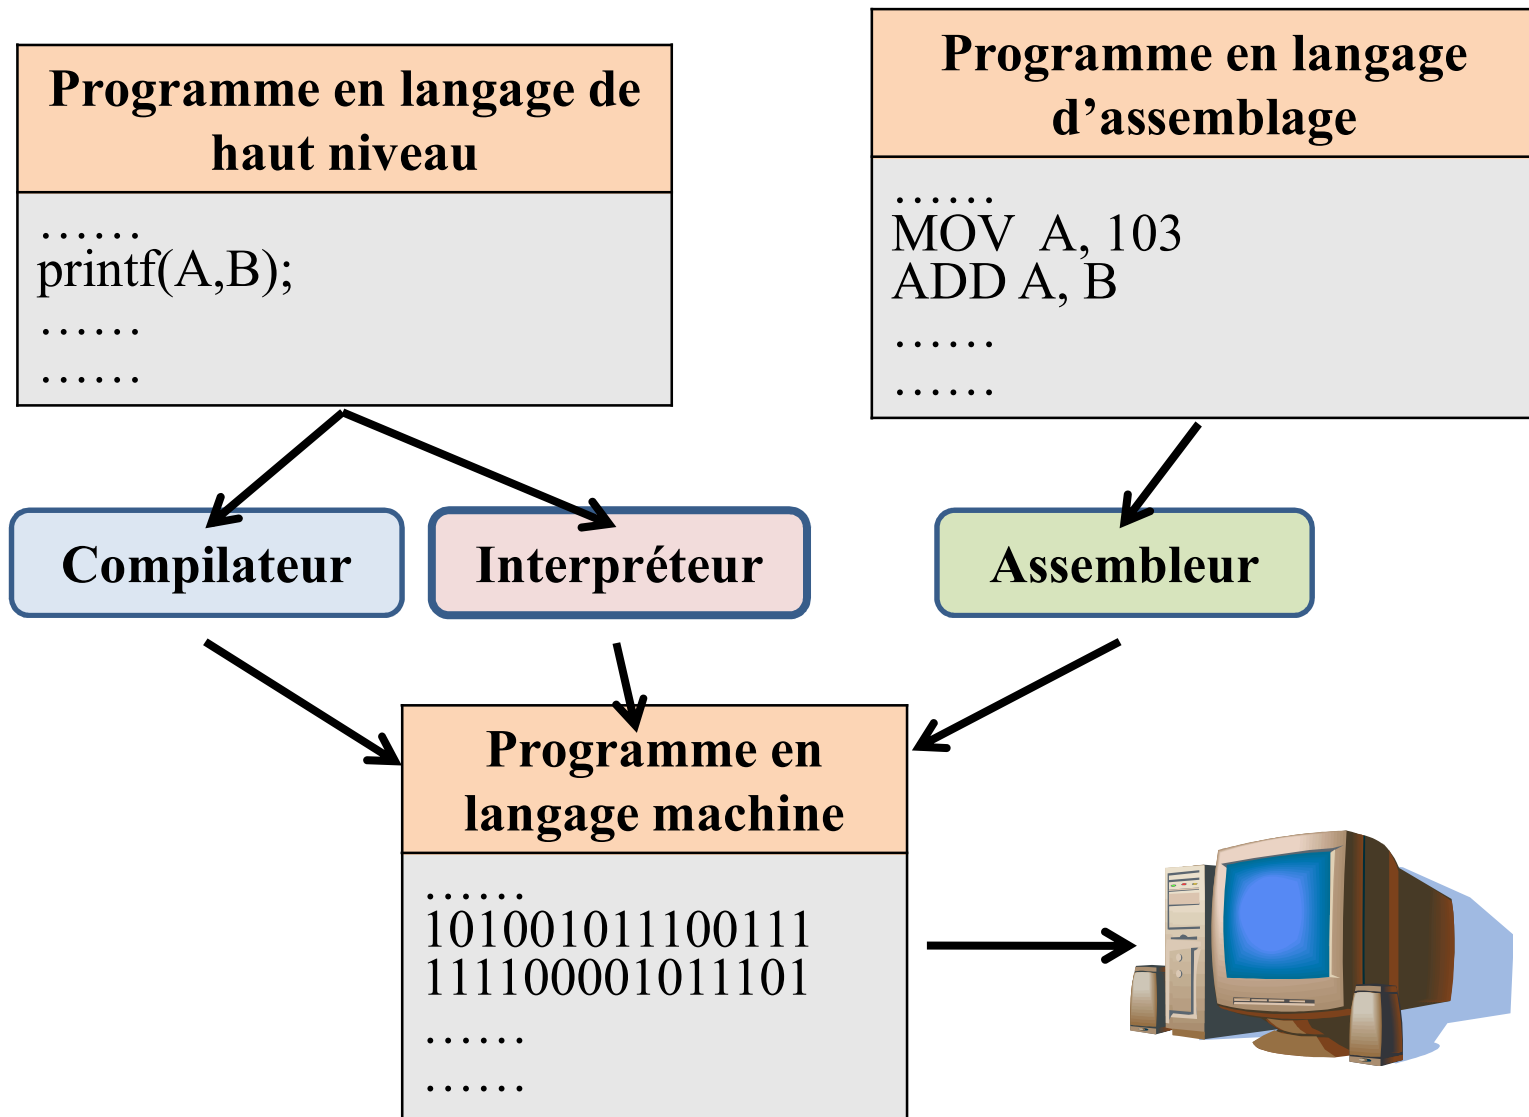 Programme en langage de
haut niveau
……
printf(A,B);
……
……
Programme en langage
d’assemblage
……
MOV  A, 103
ADD A, B
……
……
Compilateur
Interpréteur
Assembleur
Programme en
langage machine
……
101001011100111
111100001011101
……
……